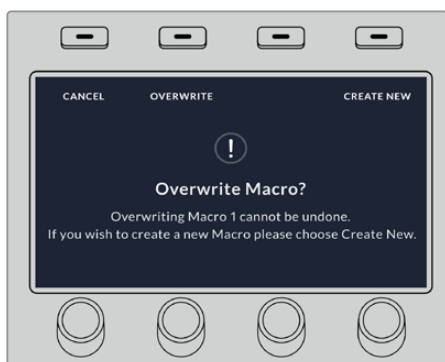 CANCEL OVERWRITE CREATE NEW
!
Overwrite Macro?
Overwriting Macro 1 cannot be undone.
If you wish to create a new Macro please choose Create New.